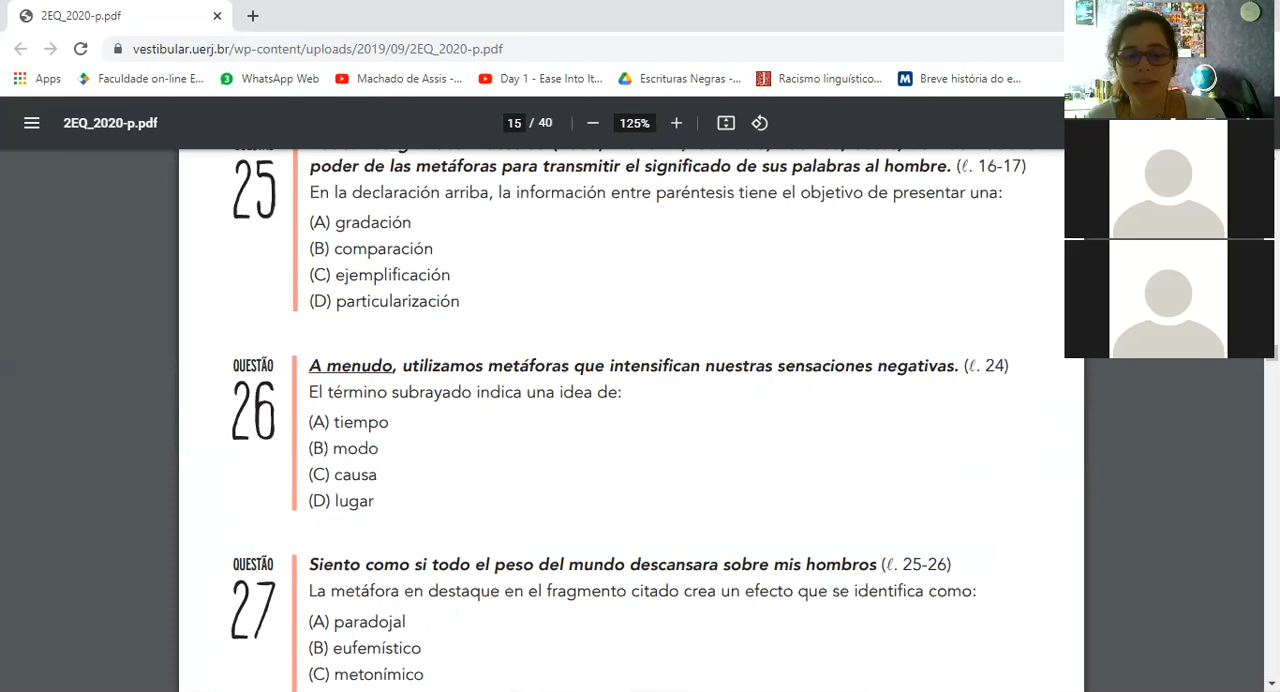 2EQ_2020-p.pdf
vestibular.uerj.br/wp-content/uploads/2019/09/2EQ_2020-p.pdf
Apps Faculdade on-line E... WhatsApp Web Machado de Assis -... Day 1 - Ease Into It... Escrituras Negras -... Racismo linguístico... Breve história do e...
2EQ_2020-p.pdf 15 / 40 125%
25
poder de las metáforas para transmitir el significado de sus palabras al hombre. (ℓ. 16-17)
En la declaración arriba, la información entre paréntesis tiene el objetivo de presentar una:
(A) gradación
(B) comparación
(C) ejemplificación
(D) particularización
QUESTÃO
26
A menudo, utilizamos metáforas que intensifican nuestras sensaciones negativas. (ℓ. 24)
El término subrayado indica una idea de:
(A) tiempo
(B) modo
(C) causa
(D) lugar
QUESTÃO
27
Siento como si todo el peso del mundo descansara sobre mis hombros (ℓ. 25-26)
La metáfora en destaque en el fragmento citado crea un efecto que se identifica como:
(A) paradojal
(B) eufemístico
(C) metonímico